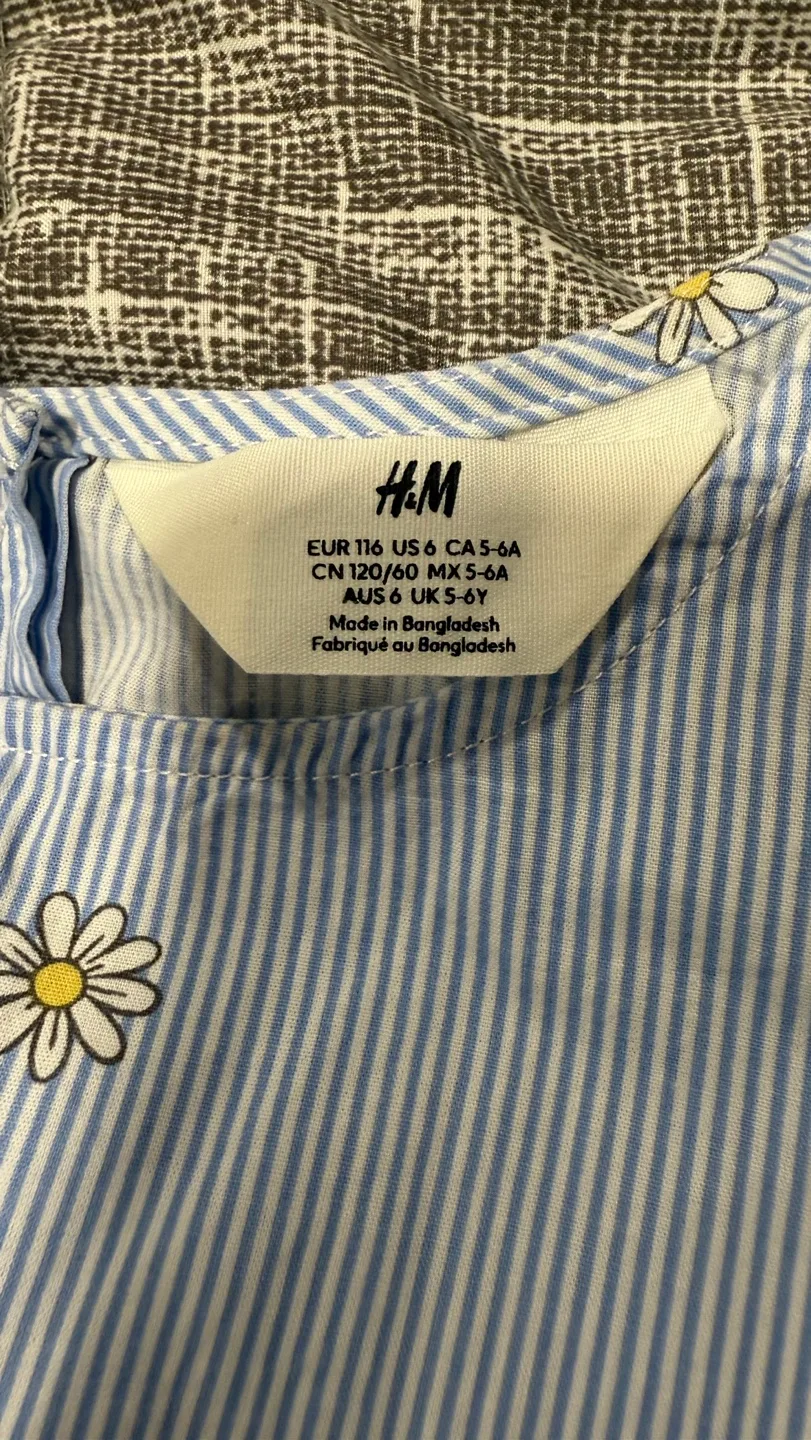 H&M
EUR 116 US 6 CA 5-6A
CN 120/60 MX 5-6A
AUS 6 UK 5-6Y
Made in Bangladesh
Fabriqué au Bangladesh